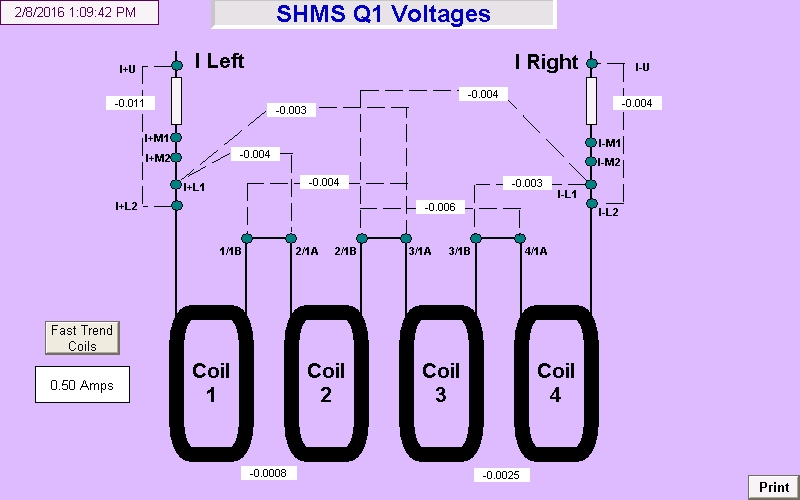 2/8/2016 1:09:42 PM
SHMS Q1 Voltages
I Left
I Right
I+U
I-U
-0.011
-0.003
-0.004
-0.004
I+M1
I-M1
-0.004
I+M2
I-M2
I+L1
-0.004
-0.003
I-L1
I+L2
-0.006
I-L2
1/1B
2/1A
2/1B
3/1A
3/1B
4/1A
Fast Trend
Coils
0.50 Amps
Coil
1
Coil
2
Coil
3
Coil
4
-0.0008
-0.0025
Print